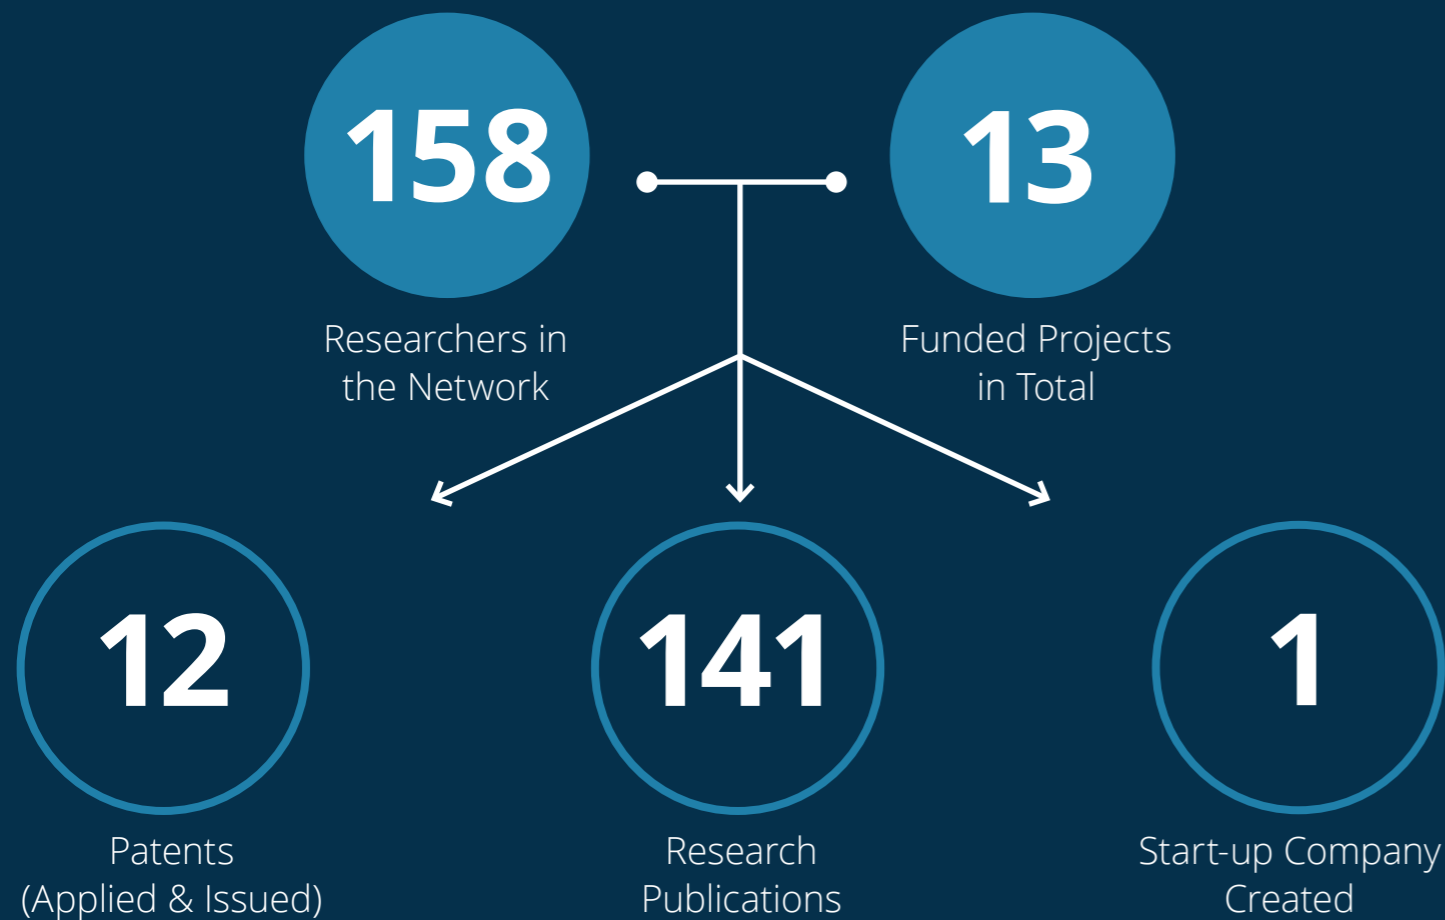 158
Researchers in
the Network
13
Funded Projects
in Total
12
Patents
(Applied & Issued)
141
Research
Publications
1
Start-up Company
Created